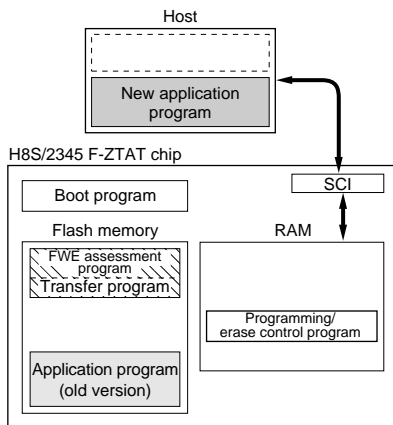 Host
New application
program
H8S/2345 F-ZTAT chip
SCI
Boot program
Flash memory
RAM
FWE assessment
program
Transfer program
Programming/
erase control program
Application program
(old version)